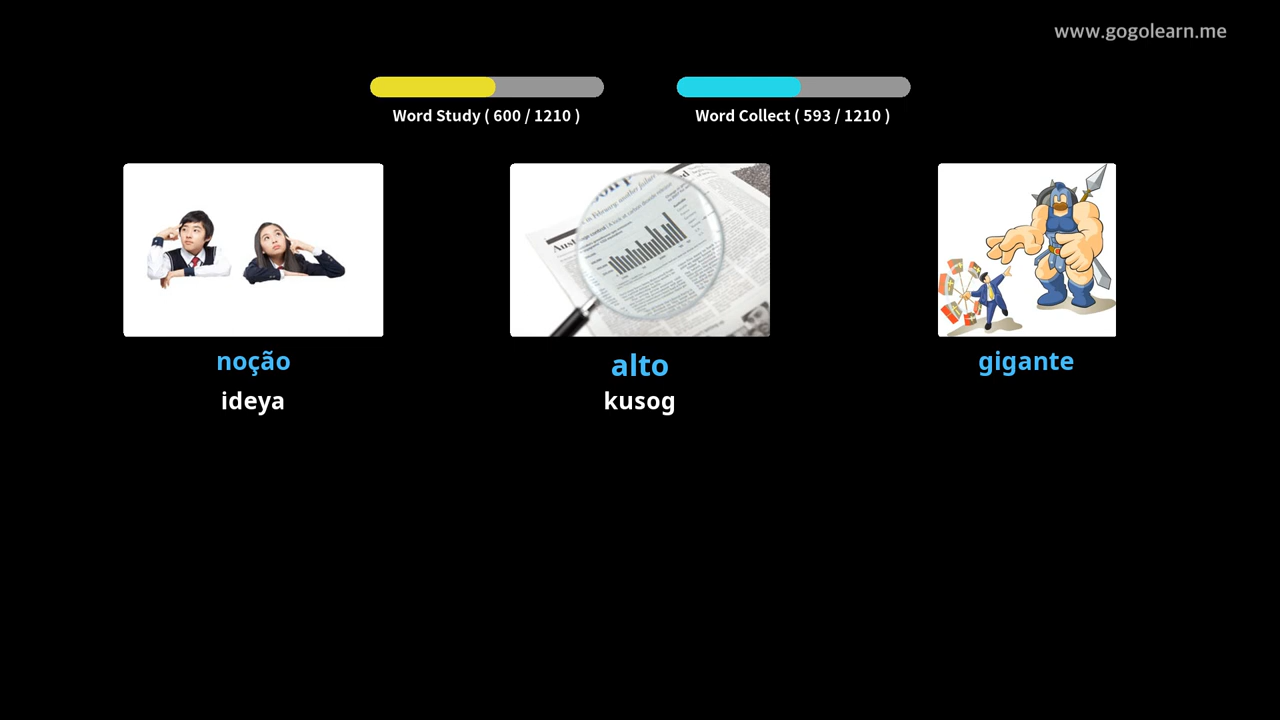 www.gogolearn.me
Word Study ( 600 / 1210 )
Word Collect ( 593 / 1210 )
noção
alto
gigante
ideya
kusog